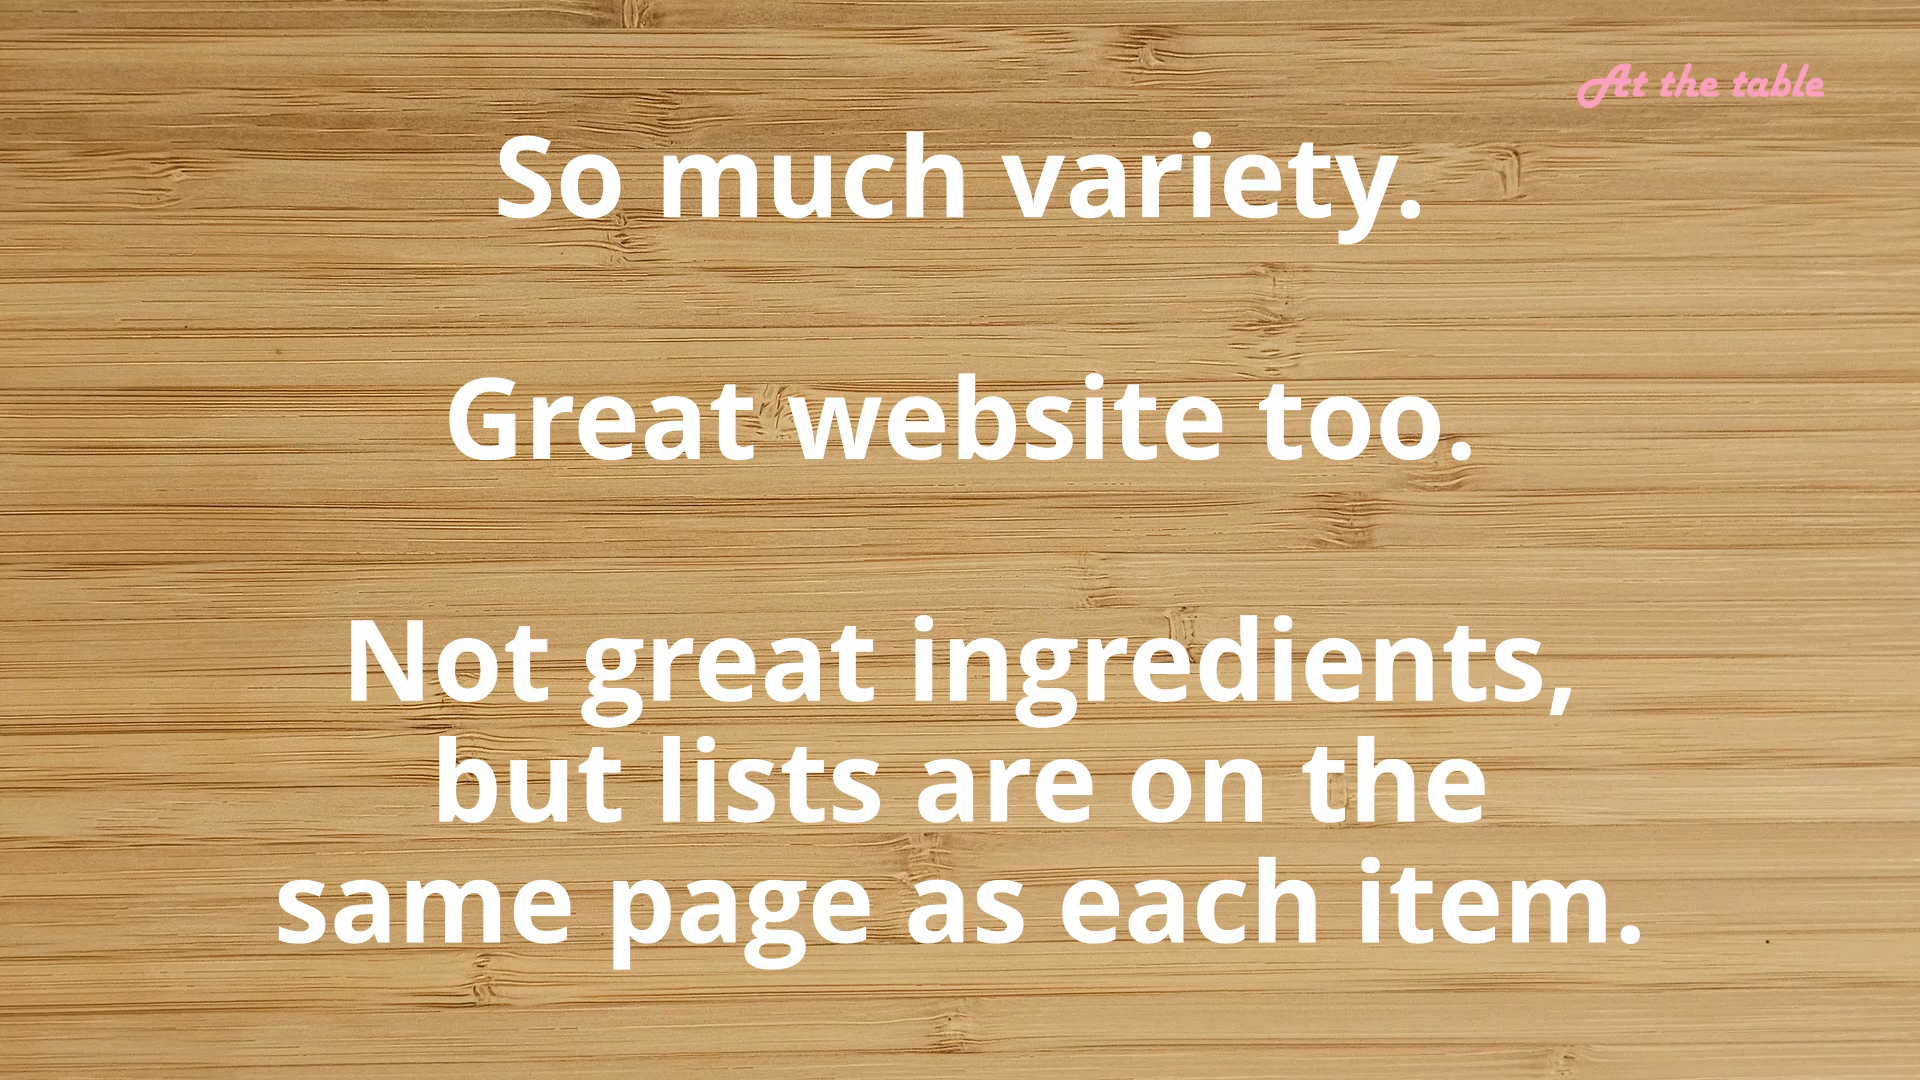 At the table
So much variety.
Great website too.
Not great ingredients,
but lists are on the
same page as each item.